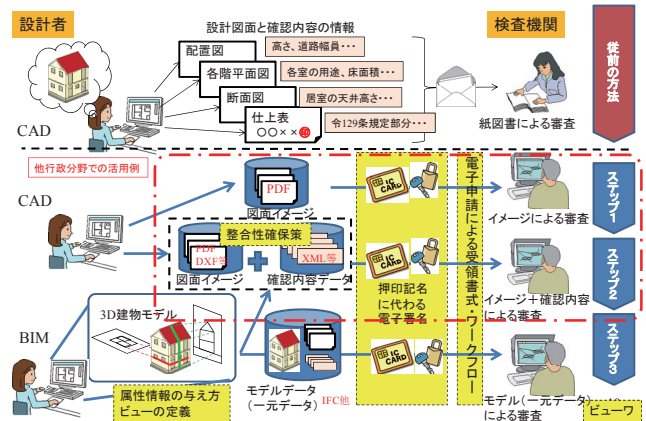 設計者
設計図面と確認内容の情報
検査機関
従前の方法
配置図
高さ、道路幅員・・・
各階平面図
各室の用途、床面積・・・
断面図
居室の天井高さ・・・
仕上表
○○××
令129条規定部分・・・
紙図書による審査
CAD
他行政分野での活用例
CAD
PDF
図面イメージ
IC
CARD
イメージによる審査
ステップ1
整合性確保策
PDF
DXF等
XML等
図面イメージ
確認内容データ
IC
CARD
押印記名
に代わる
電子署名
電子申請による受領書式・ワークフロー
イメージ+確認内容
による審査
ステップ2
BIM
3D建物モデル
属性情報の与え方
ビューの定義
モデルデータ
(一元データ)
IFC他
IC
CARD
モデル(一元データ)
による審査
ステップ3
ビューワ